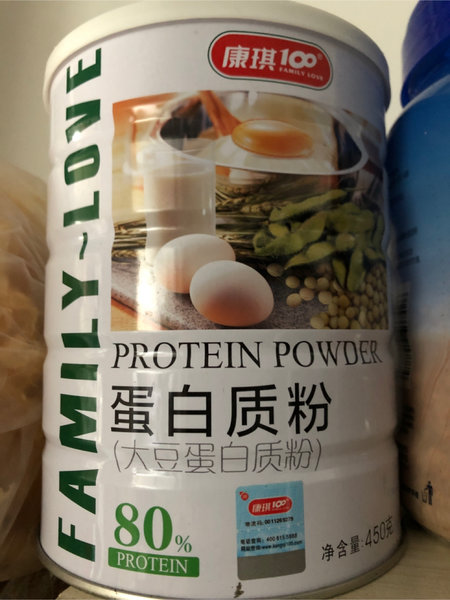 康琪100®
FAMILY LOVE
FAMILY~LOVE
PROTEIN POWDER
蛋白质粉
(大豆蛋白质粉)
80%
PROTEIN
康琪100
净含量:450克